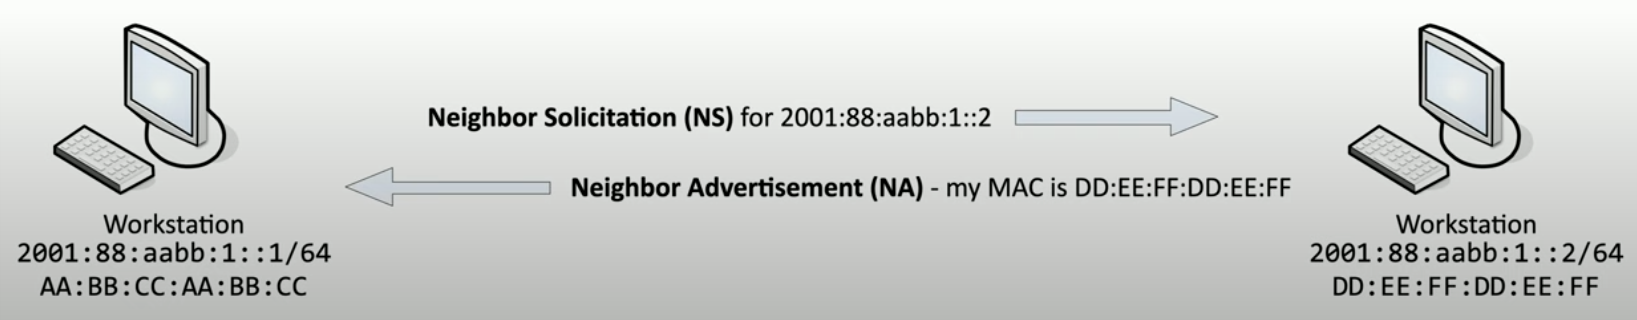 Neighbor Solicitation (NS) for 2001:88:aabb:1::2
Neighbor Advertisement (NA) - my MAC is DD:EE:FF:DD:EE:FF
Workstation
2001:88:aabb:1::1/64
AA:BB:CC:AA:BB:CC
Workstation
2001:88:aabb:1::2/64
DD:EE:FF:DD:EE:FF